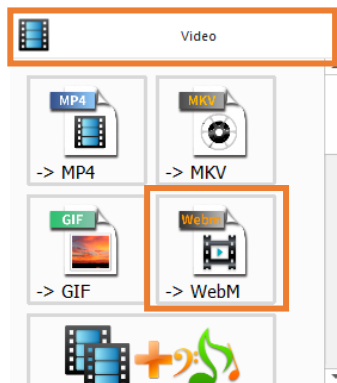 Video
MP4
MKV
-> MP4
-> MKV
GIF
Webm
-> GIF
-> WebM